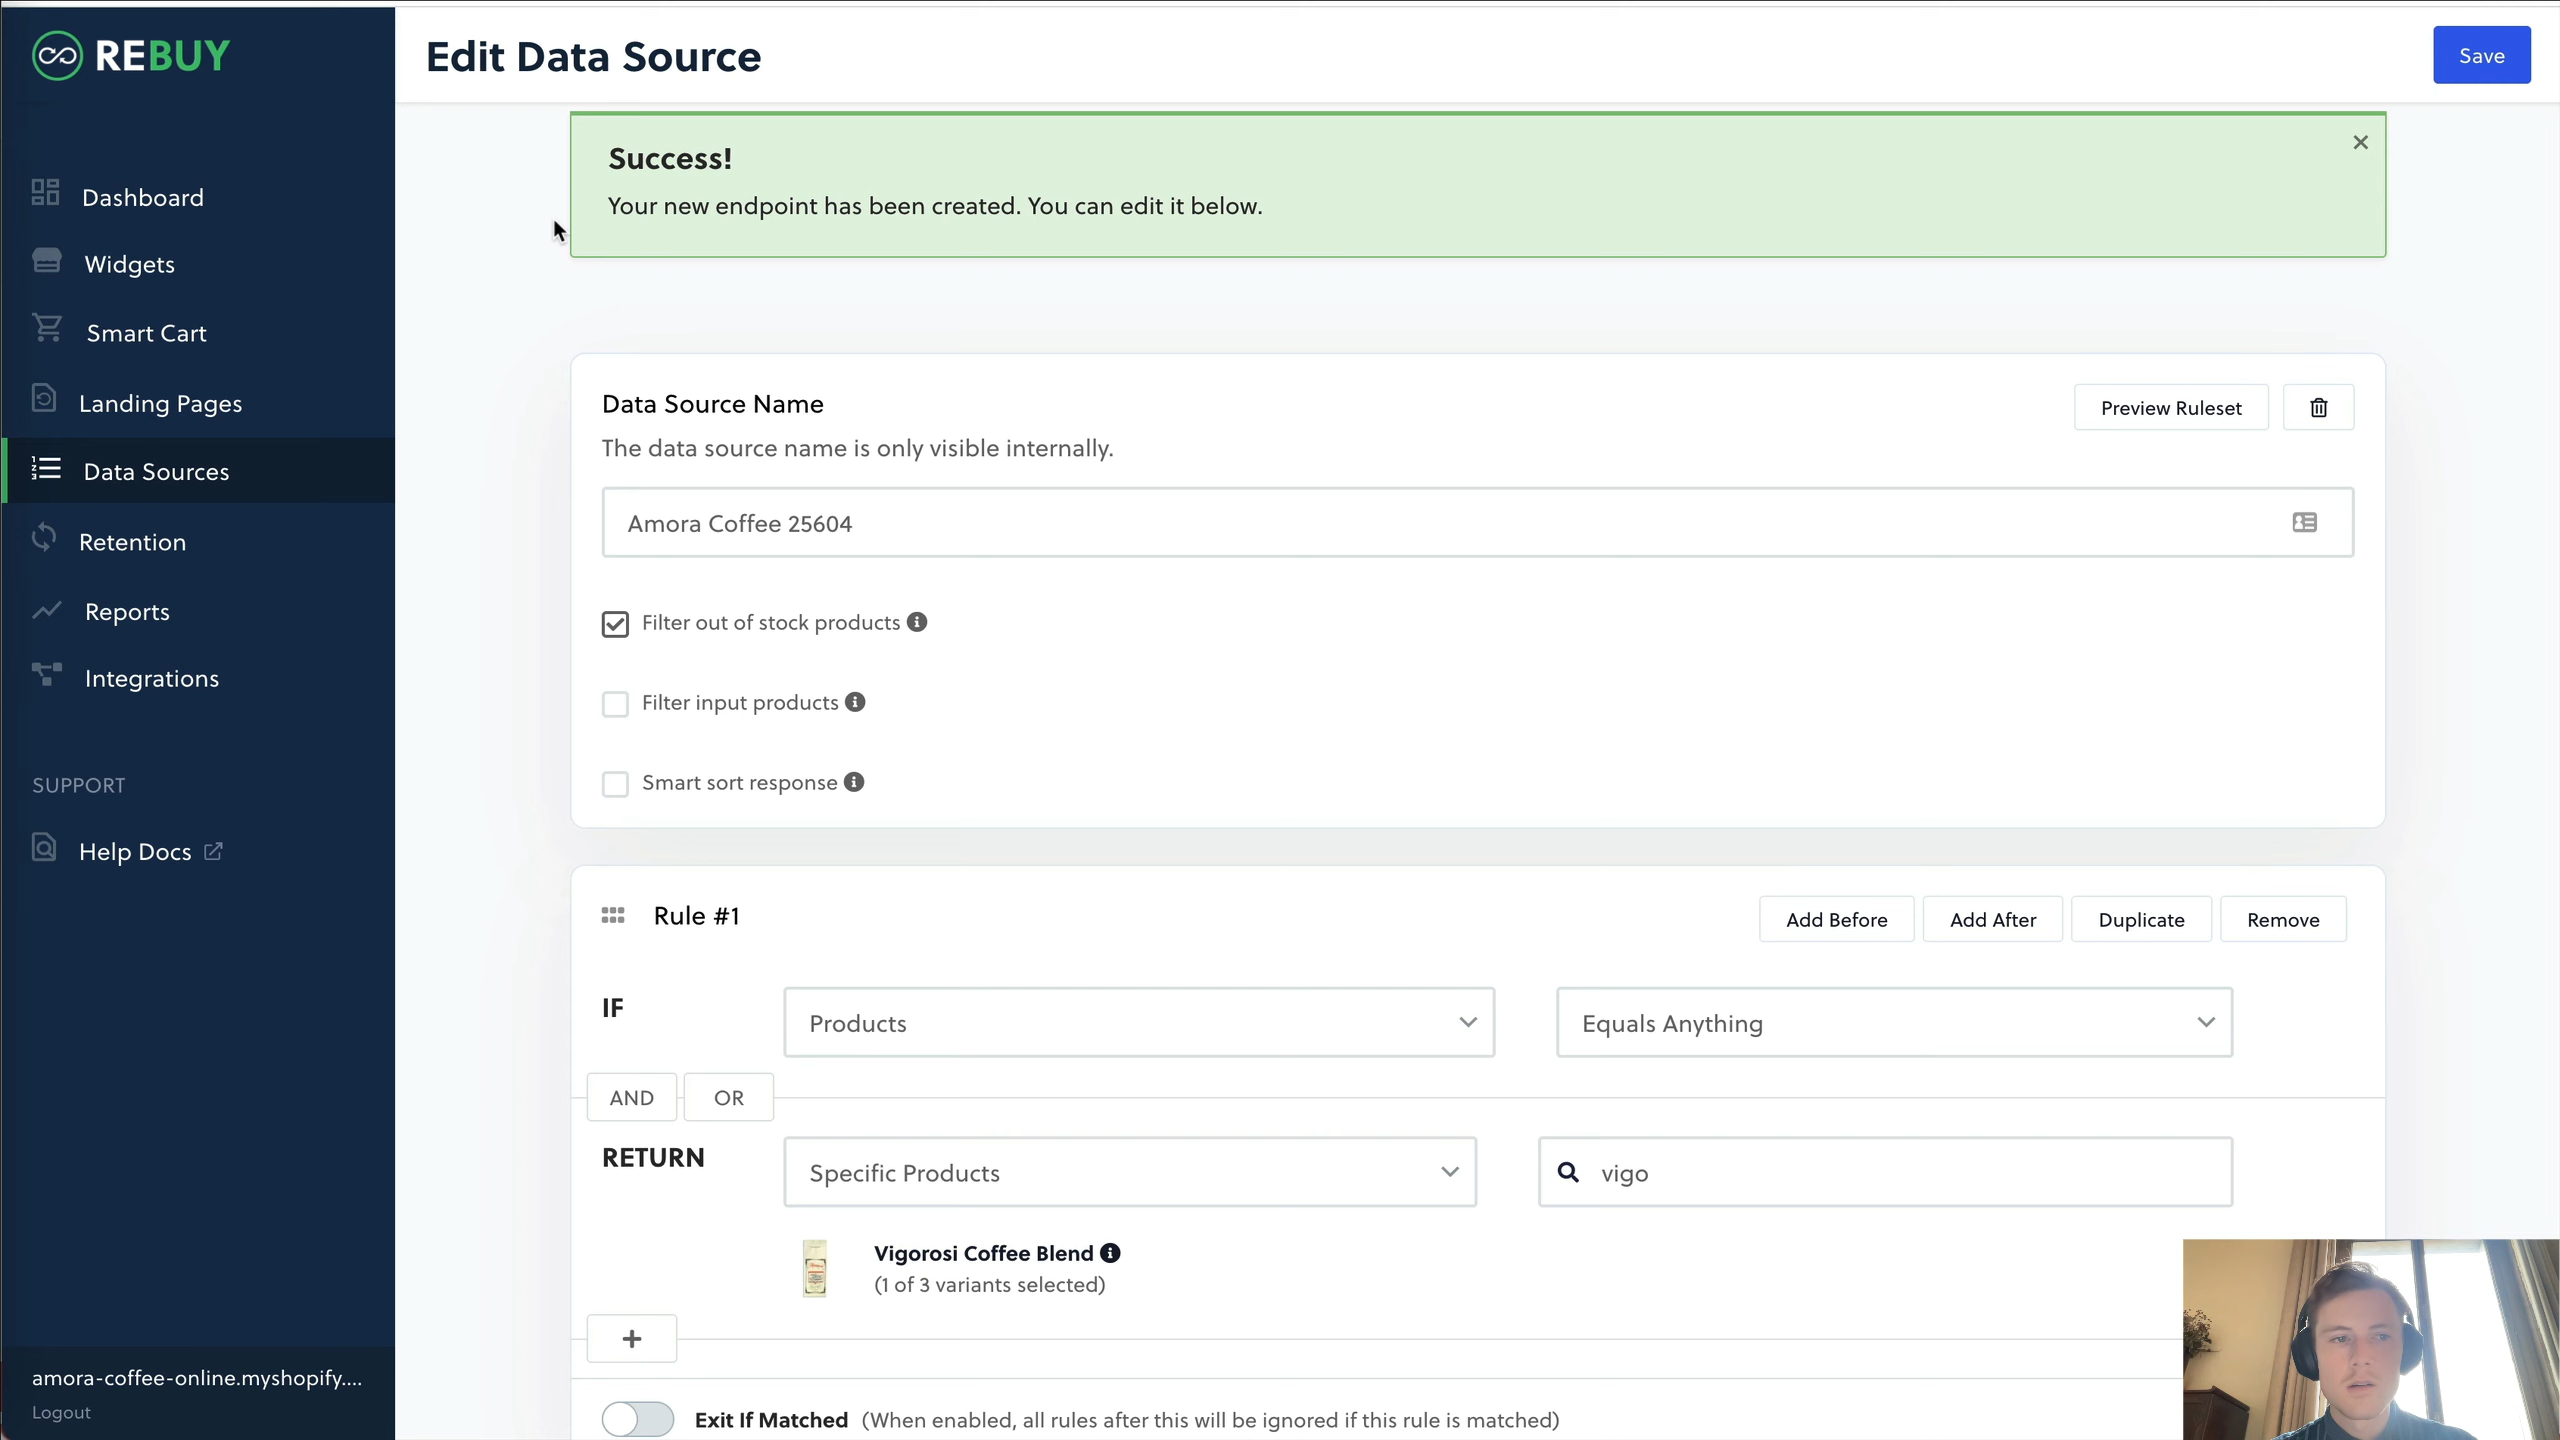 REBUY
Edit Data Source
Save
Dashboard
Widgets
Smart Cart
Landing Pages
Data Sources
Retention
Reports
Integrations
SUPPORT
Help Docs
amora-coffee-online.myshopify....
Logout
Success!
Your new endpoint has been created. You can edit it below.
Data Source Name
Preview Ruleset
The data source name is only visible internally.
Amora Coffee 25604
Filter out of stock products
Filter input products
Smart sort response
Rule #1
Add Before
Add After
Duplicate
Remove
IF
Products
Equals Anything
AND
OR
RETURN
Specific Products
vigo
Vigorosi Coffee Blend
(1 of 3 variants selected)
+
Exit If Matched (When enabled, all rules after this will be ignored if this rule is matched)